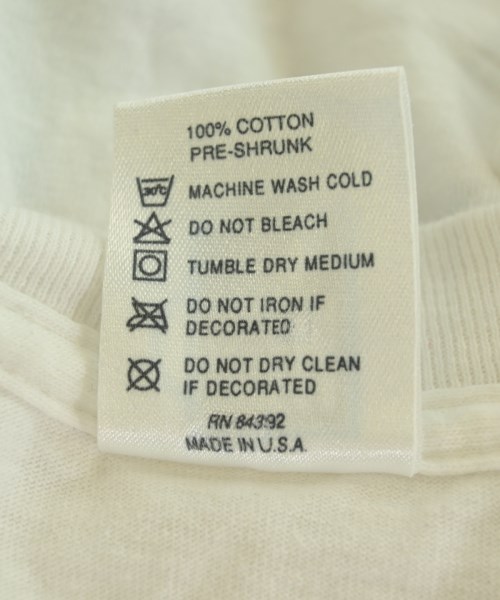 100% COTTON
PRE-SHRUNK
30°C MACHINE WASH COLD
DO NOT BLEACH
TUMBLE DRY MEDIUM
DO NOT IRON IF
DECORATED
DO NOT DRY CLEAN
IF DECORATED
RN 84392
MADE IN U.S.A.